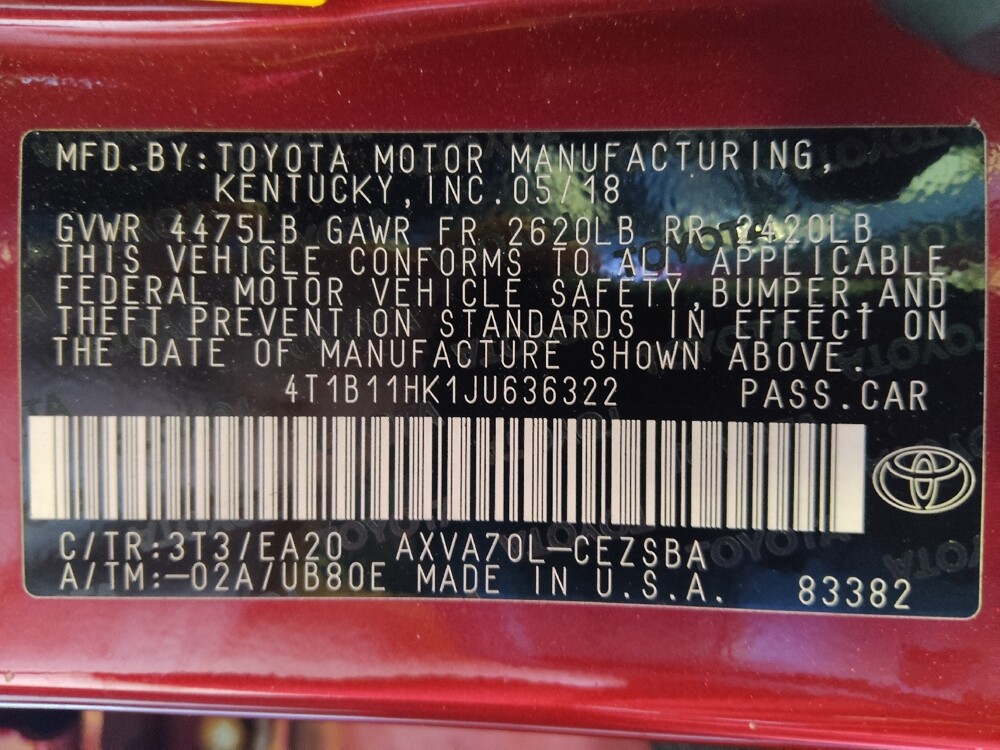 MFD.BY:TOYOTA MOTOR MANUFACTURING,
KENTUCKY,INC.05/18
GVWR 4475LB GAWR FR 2620LB RR 2420LB
THIS VEHICLE CONFORMS TO ALL APPLICABLE
FEDERAL MOTOR VEHICLE SAFETY,BUMPER,AND
THEFT PREVENTION STANDARDS IN EFFECT ON
THE DATE OF MANUFACTURE SHOWN ABOVE.
4T1B11HK1JU636322 PASS.CAR
C/TR:3T3/EA20 AXVA70L-CEZSBA
A/TM:-02A/UB80E MADE IN U.S.A. 83382